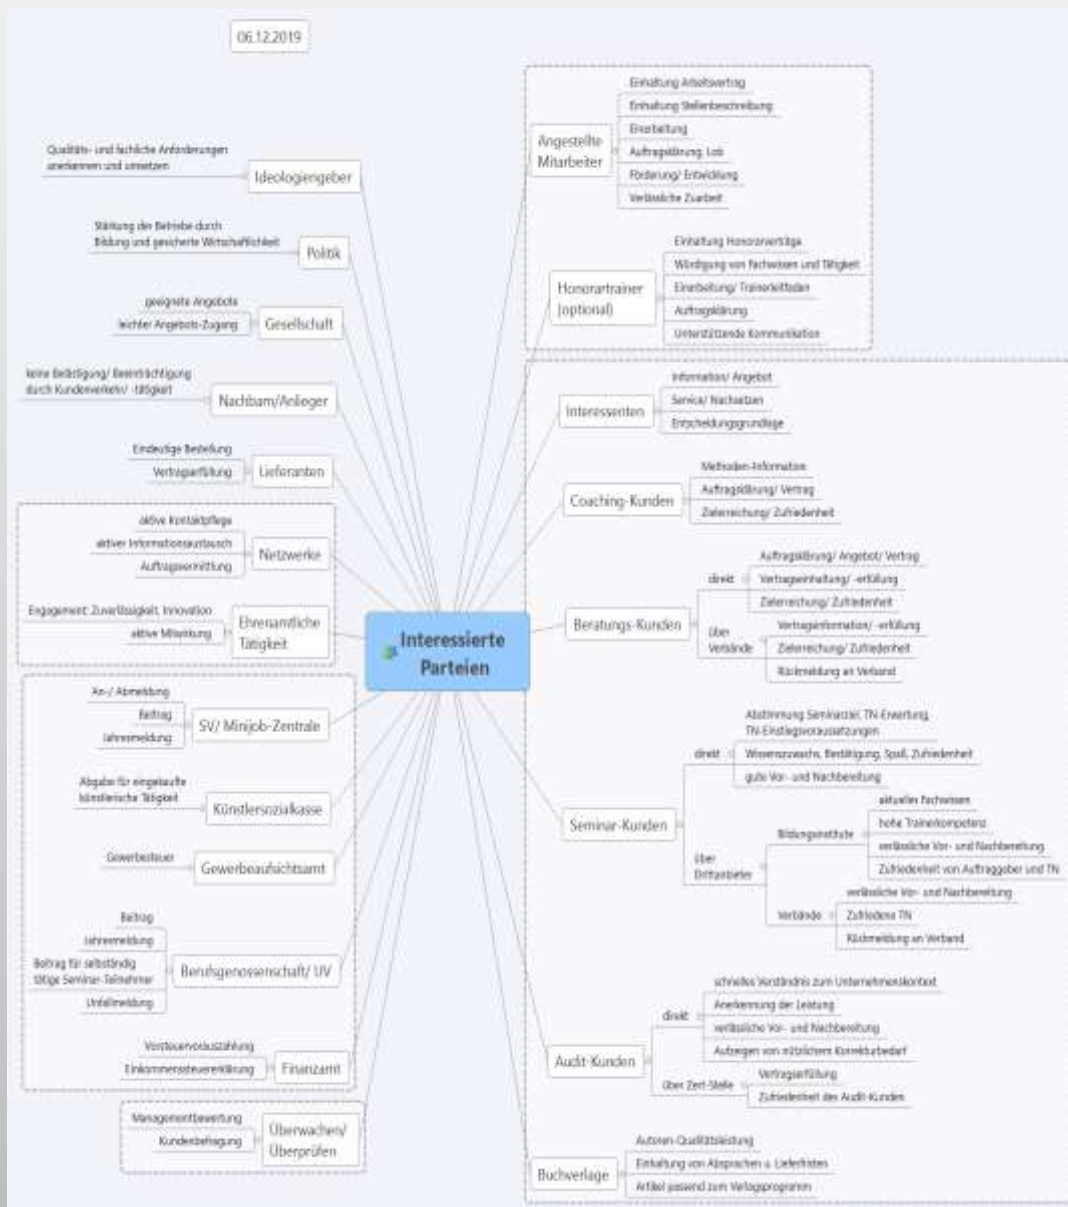 06.12.2019
Qualitäts- und fachliche Anforderungen
anerkennen und umsetzen
Ideologiengeber
Stärkung der Betriebe durch
Bildung und gesicherte Wirtschaftlichkeit
Politik
geeignete Angebote
leichter Angebots-Zugang
Gesellschaft
keine Belästigung/ Beeinträchtigung
durch Kundenverkehr/ -tätigkeit
Nachbarn/Anlieger
Eindeutige Bestellung
Vertragserfüllung
Lieferanten
aktive Kontaktpflege
aktiver Informationsaustausch
Auftragsvermittlung
Netzwerke
Engagement: Zuverlässigkeit, Innovation
aktive Mitwirkung
Ehrenamtliche
Tätigkeit
Interessierte
Parteien
An-/ Abmeldung
Beitrag
Jahresmeldung
SV/ Minijob-Zentrale
Abgabe für eingekaufte
künstlerische Tätigkeit
Künstlersozialkasse
Gewerbesteuer
Gewerbeaufsichtsamt
Beitrag
Jahresmeldung
Beitrag für selbständig
tätige Seminar-Teilnehmer
Unfallmeldung
Berufsgenossenschaft/ UV
Vorsteuervorauszahlung
Einkommenssteuererklärung
Finanzamt
Managementbewertung
Kundenbefragung
Überwachen/
Überprüfen
Angestellte
Mitarbeiter
Einhaltung Arbeitsvertrag
Einhaltung Stellenbeschreibung
Einarbeitung
Auftragsklärung, Lob
Förderung/ Entwicklung
Verlässliche Zuarbeit
Honorartrainer
(optional)
Einhaltung Honorarverträge
Würdigung von Fachwissen und Tätigkeit
Einarbeitung/ Trainerleitfaden
Auftragsklärung
Unterstützende Kommunikation
Interessenten
Information/ Angebot
Service/ Nachsetzen
Entscheidungsgrundlage
Coaching-Kunden
Methoden-Information
Auftragsklärung/ Vertrag
Zielerreichung/ Zufriedenheit
Beratungs-Kunden
direkt
Auftragsklärung/ Angebot/ Vertrag
Vertragseinhaltung/ -erfüllung
Zielerreichung/ Zufriedenheit
über
Verbände
Vertragsinformation/ -erfüllung
Zielerreichung/ Zufriedenheit
Rückmeldung an Verband
Seminar-Kunden
direkt
Abstimmung Seminarziel, TN-Erwartung,
TN-Einstiegsvoraussetzungen
Wissenszuwachs, Bestätigung, Spaß, Zufriedenheit
gute Vor- und Nachbereitung
über
Drittanbieter
Bildungsinstitute
aktuelles Fachwissen
hohe Trainerkompetenz
verlässliche Vor- und Nachbereitung
Zufriedenheit von Auftraggeber und TN
Verbände
verlässliche Vor- und Nachbereitung
Zufriedene TN
Rückmeldung an Verband
Audit-Kunden
direkt
schnelles Verständnis zum Unternehmenskontext
Anerkennung der Leistung
verlässliche Vor- und Nachbereitung
Aufzeigen von nützlichem Korrekturbedarf
über Zert-Stelle
Vertragserfüllung
Zufriedenheit des Audit-Kunden
Buchverlage
Autoren-Qualitätsleistung
Einhaltung von Absprachen u. Lieferfristen
Artikel passend zum Verlagsprogramm